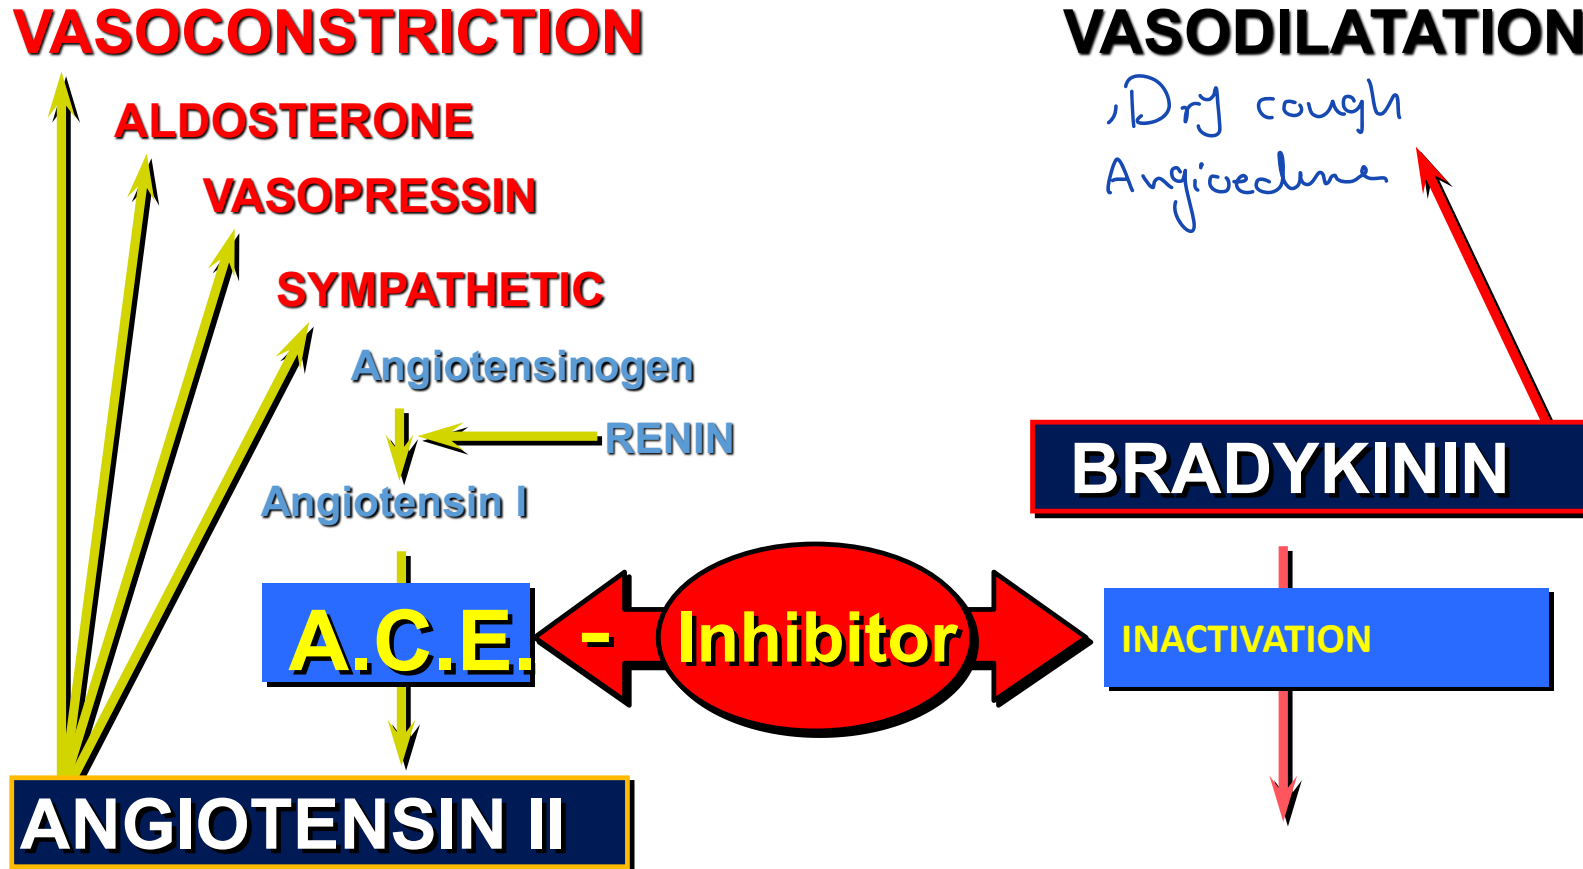 VASOCONSTRICTION
ALDOSTERONE
VASOPRESSIN
SYMPATHETIC
Angiotensinogen
RENIN
Angiotensin I
A.C.E.
- Inhibitor
ANGIOTENSIN II
VASODILATATION
Dry cough
BRADYKININ
INACTIVATION